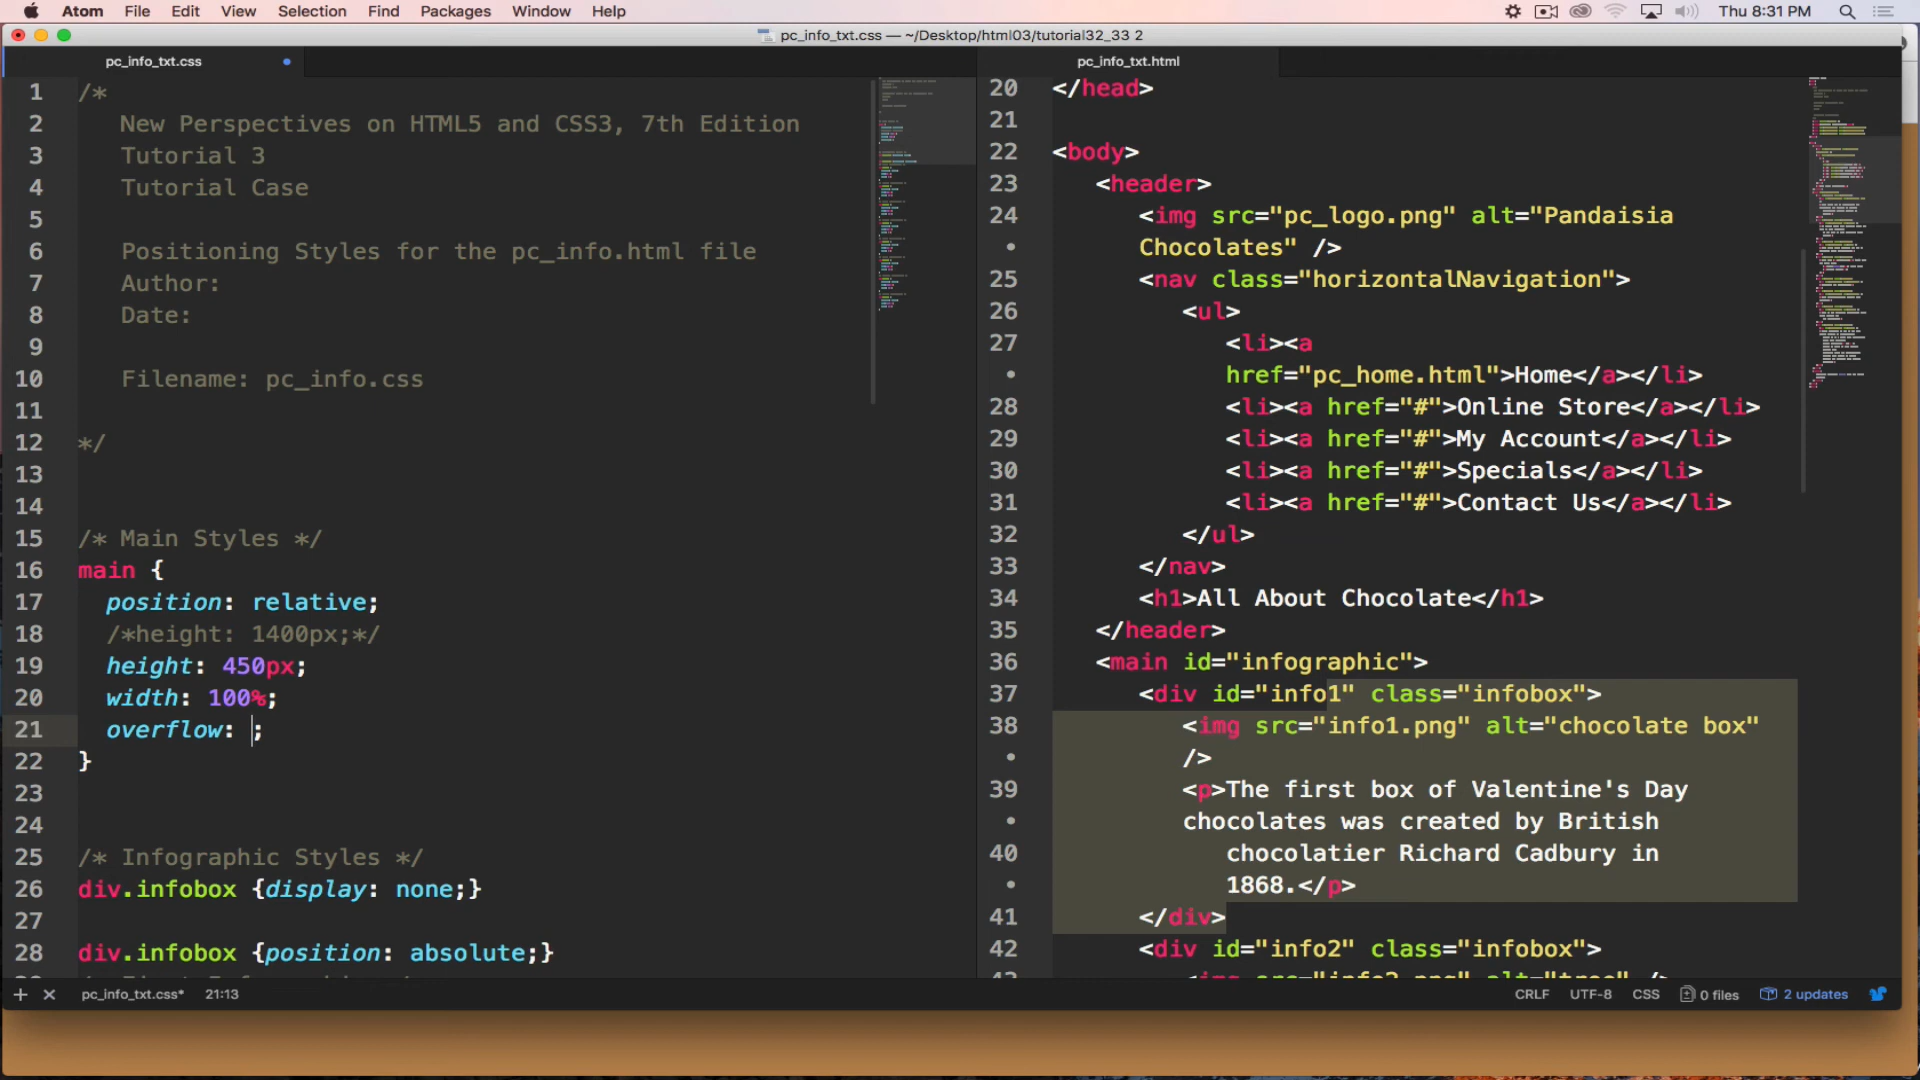 Atom File Edit View Selection Find Packages Window Help Thu 8:31 PM
pc_info_txt.css — ~/Desktop/html03/tutorial32_33 2
pc_info_txt.css
1 /*
2 New Perspectives on HTML5 and CSS3, 7th Edition
3 Tutorial 3
4 Tutorial Case
5
6 Positioning Styles for the pc_info.html file
7 Author:
8 Date:
9
10 Filename: pc_info.css
11
12 */
13
14
15 /* Main Styles */
16 main {
17 position: relative;
18 /*height: 1400px;*/
19 height: 450px;
20 width: 100%;
21 overflow: ;
22 }
23
24
25 /* Infographic Styles */
26 div.infobox {display: none;}
27
28 div.infobox {position: absolute;}
pc_info_txt.html
20 </head>
21
22 <body>
23 <header>
24 <img src="pc_logo.png" alt="Pandaisia
• Chocolates" />
25 <nav class="horizontalNavigation">
26 <ul>
27 <li><a
• href="pc_home.html">Home</a></li>
28 <li><a href="#">Online Store</a></li>
29 <li><a href="#">My Account</a></li>
30 <li><a href="#">Specials</a></li>
31 <li><a href="#">Contact Us</a></li>
32 </ul>
33 </nav>
34 <h1>All About Chocolate</h1>
35 </header>
36 <main id="infographic">
37 <div id="info1" class="infobox">
38 <img src="info1.png" alt="chocolate box"
• />
39 <p>The first box of Valentine's Day
• chocolates was created by British
40 chocolatier Richard Cadbury in
• 1868.</p>
41 </div>
42 <div id="info2" class="infobox">
43 <img src="info2.png" alt="tree" />
+ × pc_info_txt.css* 21:13 CRLF UTF-8 CSS 0 files 2 updates